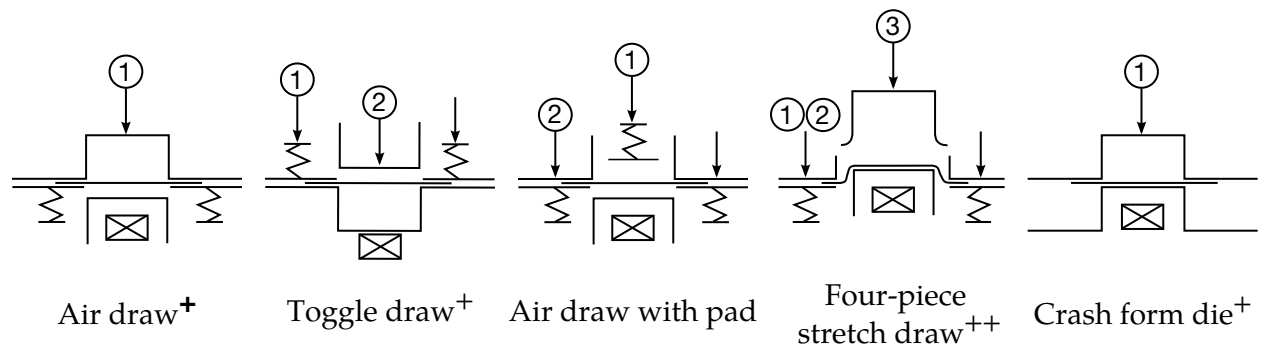 ① ① ② ① ② ①② ③ ①
Air draw+
Toggle draw+
Air draw with pad
Four-piece
stretch draw++
Crash form die+